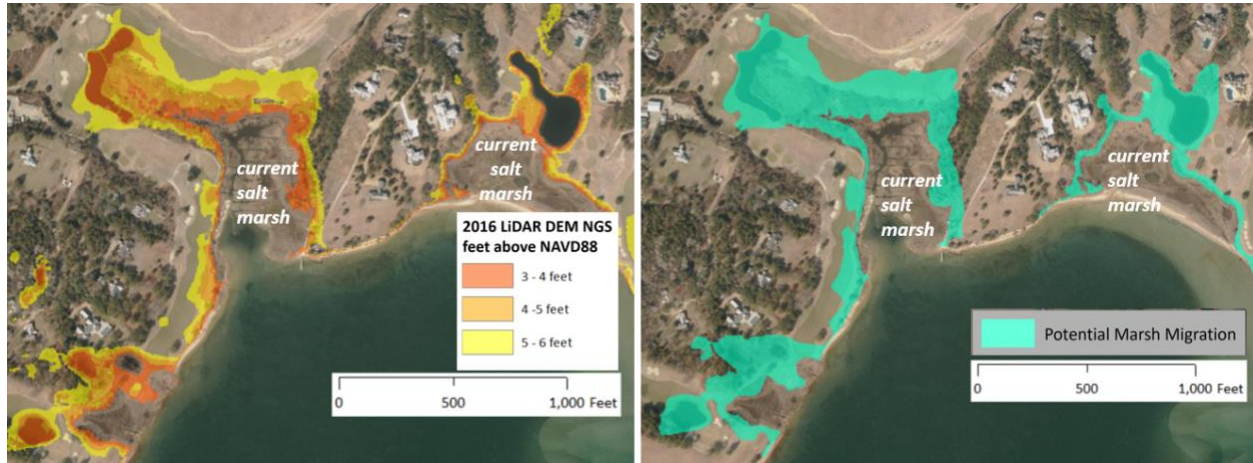 current
salt
marsh
current
salt
marsh
2016 LiDAR DEM NGS
feet above NAVD88
3 - 4 feet
4 -5 feet
5 - 6 feet
0 500 1,000 Feet
current
salt
marsh
current
salt
marsh
Potential Marsh Migration
0 500 1,000 Feet